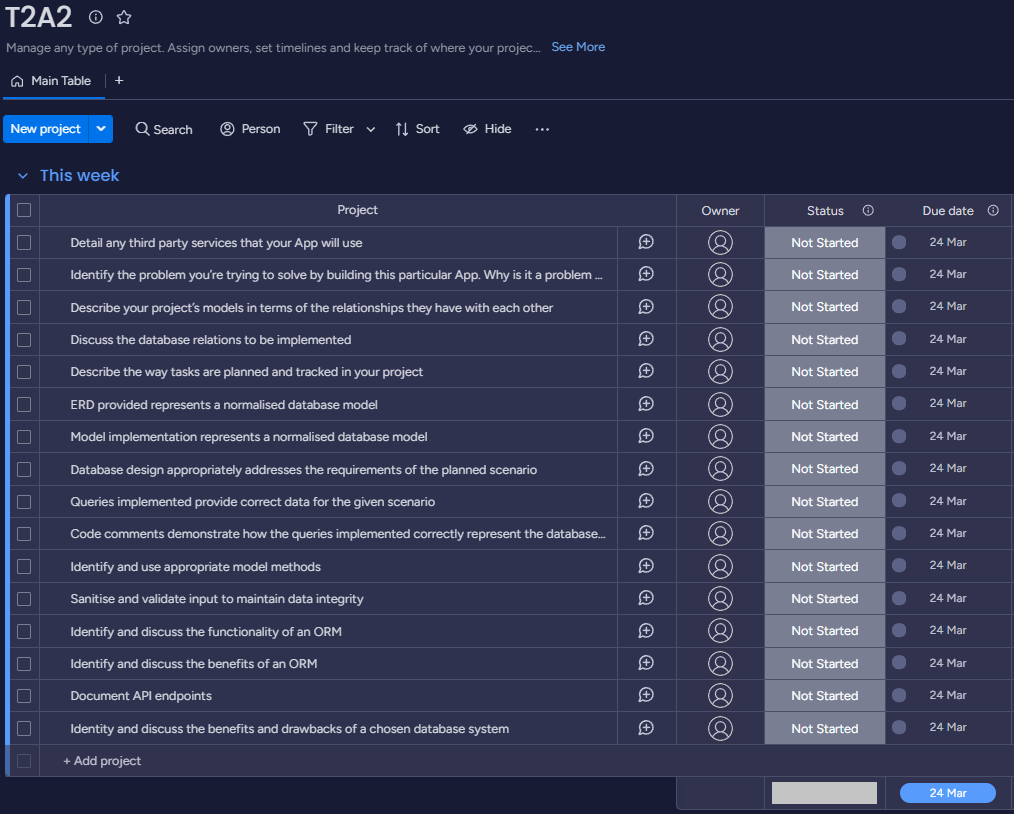 T2A2
Manage any type of project. Assign owners, set timelines and keep track of where your projec... See More
Main Table +
New project Search Person Filter Sort Hide ...
This week
Project Owner Status Due date
Detail any third party services that your App will use Not Started 24 Mar
Identify the problem you're trying to solve by building this particular App. Why is it a problem ... Not Started 24 Mar
Describe your project's models in terms of the relationships they have with each other Not Started 24 Mar
Discuss the database relations to be implemented Not Started 24 Mar
Describe the way tasks are planned and tracked in your project Not Started 24 Mar
ERD provided represents a normalised database model Not Started 24 Mar
Model implementation represents a normalised database model Not Started 24 Mar
Database design appropriately addresses the requirements of the planned scenario Not Started 24 Mar
Queries implemented provide correct data for the given scenario Not Started 24 Mar
Code comments demonstrate how the queries implemented correctly represent the database... Not Started 24 Mar
Identify and use appropriate model methods Not Started 24 Mar
Sanitise and validate input to maintain data integrity Not Started 24 Mar
Identify and discuss the functionality of an ORM Not Started 24 Mar
Identify and discuss the benefits of an ORM Not Started 24 Mar
Document API endpoints Not Started 24 Mar
Identity and discuss the benefits and drawbacks of a chosen database system Not Started 24 Mar
+ Add project
24 Mar